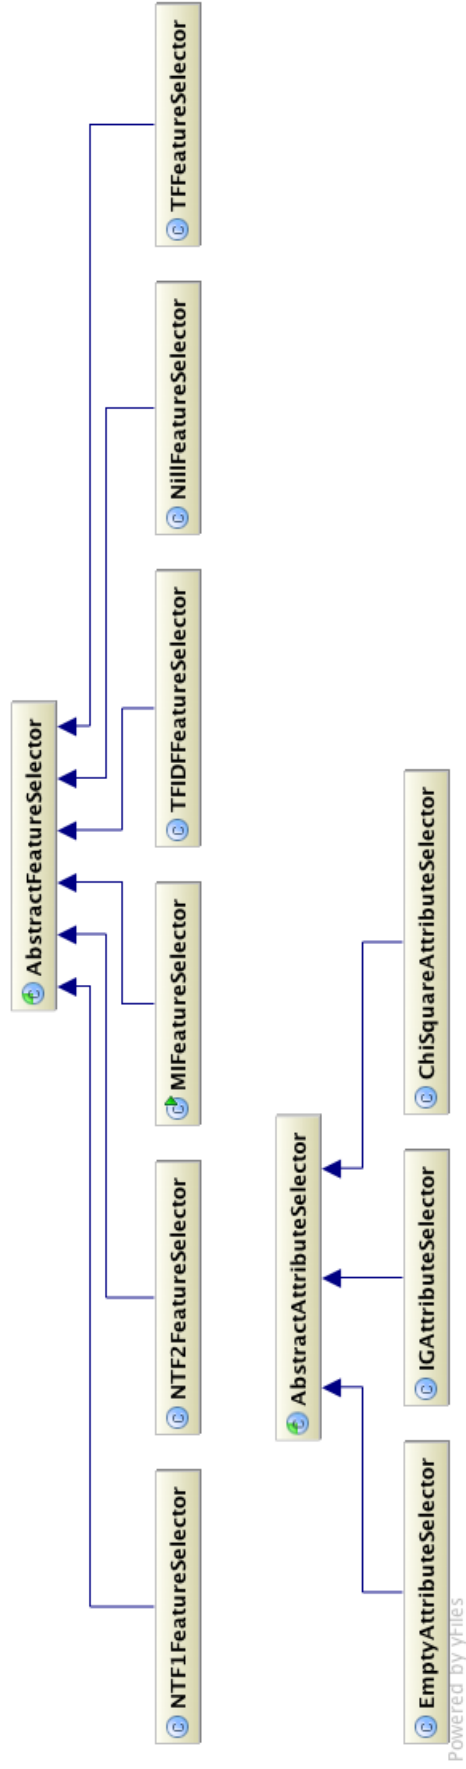 AbstractFeatureSelector
NTF1FeatureSelector
NTF2FeatureSelector
MIFeatureSelector
TFIDFFeatureSelector
NillFeatureSelector
TFFeatureSelector
AbstractAttributeSelector
EmptyAttributeSelector
IGAttributeSelector
ChiSquareAttributeSelector
Powered by yFiles